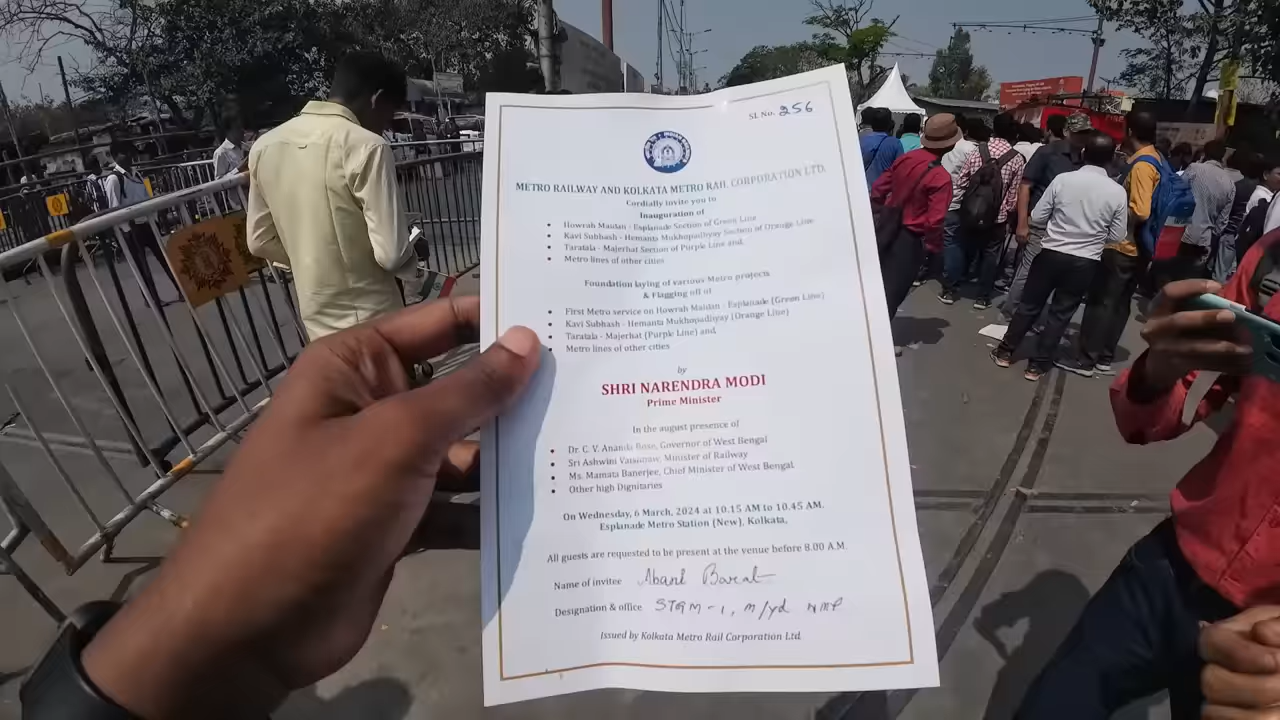 SL No. 256
METRO RAILWAY AND KOLKATA METRO RAIL CORPORATION LTD.
Cordially invite you to
Inauguration of
• Howrah Maidan - Esplanade Section of Green Line
• Kavi Subhash - Hemanta Mukhopadhyay Section of Orange Line
• Taratala - Majerhat Section of Purple Line and,
• Metro lines of other cities
Foundation laying of various Metro projects
& Flagging off of
• First Metro service on Howrah Maidan - Esplanade (Green Line)
• Kavi Subhash - Hemanta Mukhopadhyay (Orange Line)
• Taratala - Majerhat (Purple Line) and,
• Metro lines of other cities
by
SHRI NARENDRA MODI
Prime Minister
In the august presence of
• Dr. C. V. Ananda Bose, Governor of West Bengal
• Sri Ashwini Vaishnaw, Minister of Railway
• Ms. Mamata Banerjee, Chief Minister of West Bengal
• Other high Dignitaries
On Wednesday, 6 March, 2024 at 10.15 AM to 10.45 AM.
Esplanade Metro Station (New), Kolkata,
All guests are requested to be present at the venue before 8.00 A.M.
Name of invitee Abani Barat
Designation & office STGM-1, M/yd
Issued by Kolkata Metro Rail Corporation Ltd.